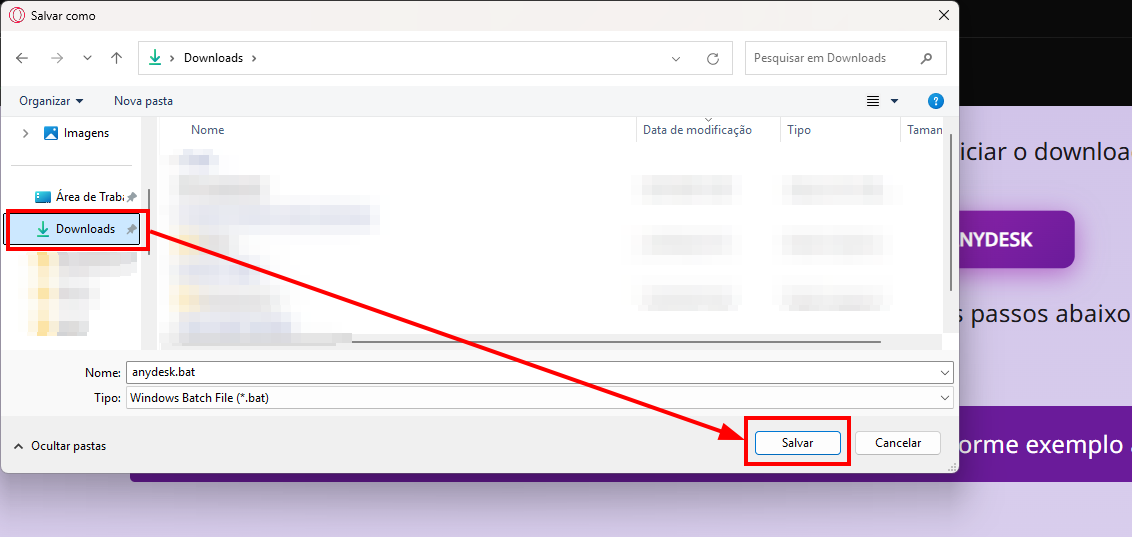 Salvar como
Downloads
Pesquisar em Downloads
Organizar
Nova pasta
Imagens
Nome
Data de modificação
Tipo
Taman
iciar o downloa
Área de Traba
Downloads
NYDESK
s passos abaixo
Nome: anydesk.bat
Tipo: Windows Batch File (*.bat)
Ocultar pastas
Salvar
Cancelar
orme exemplo a